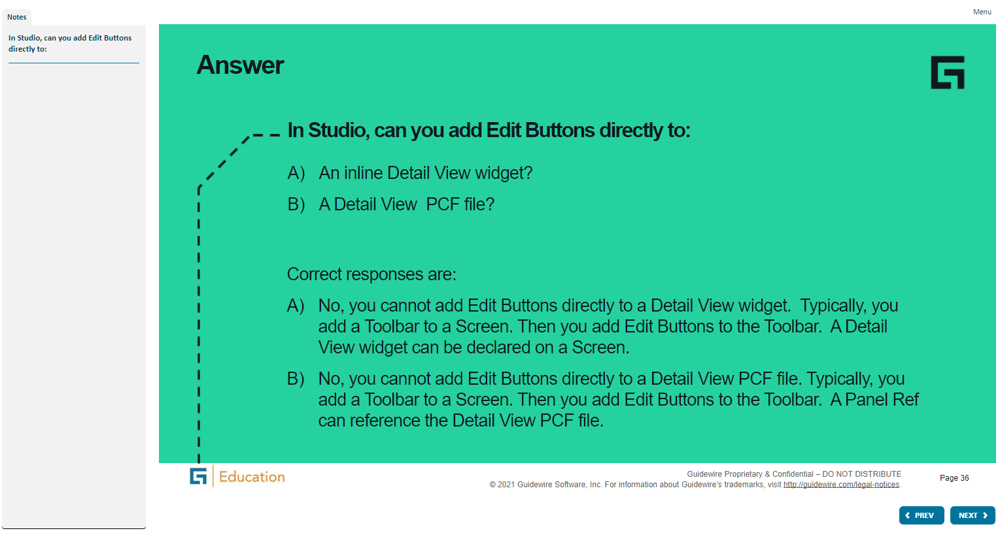 Notes
Menu
In Studio, can you add Edit Buttons
directly to:
Answer
In Studio, can you add Edit Buttons directly to:
A) An inline Detail View widget?
B) A Detail View PCF file?
Correct responses are:
A) No, you cannot add Edit Buttons directly to a Detail View widget. Typically, you
add a Toolbar to a Screen. Then you add Edit Buttons to the Toolbar. A Detail
View widget can be declared on a Screen.
B) No, you cannot add Edit Buttons directly to a Detail View PCF file. Typically, you
add a Toolbar to a Screen. Then you add Edit Buttons to the Toolbar. A Panel Ref
can reference the Detail View PCF file.
Education
Guidewire Proprietary & Confidential – DO NOT DISTRIBUTE
© 2021 Guidewire Software, Inc. For information about Guidewire's trademarks, visit http://guidewire.com/legal-notices.
Page 36
PREV
NEXT